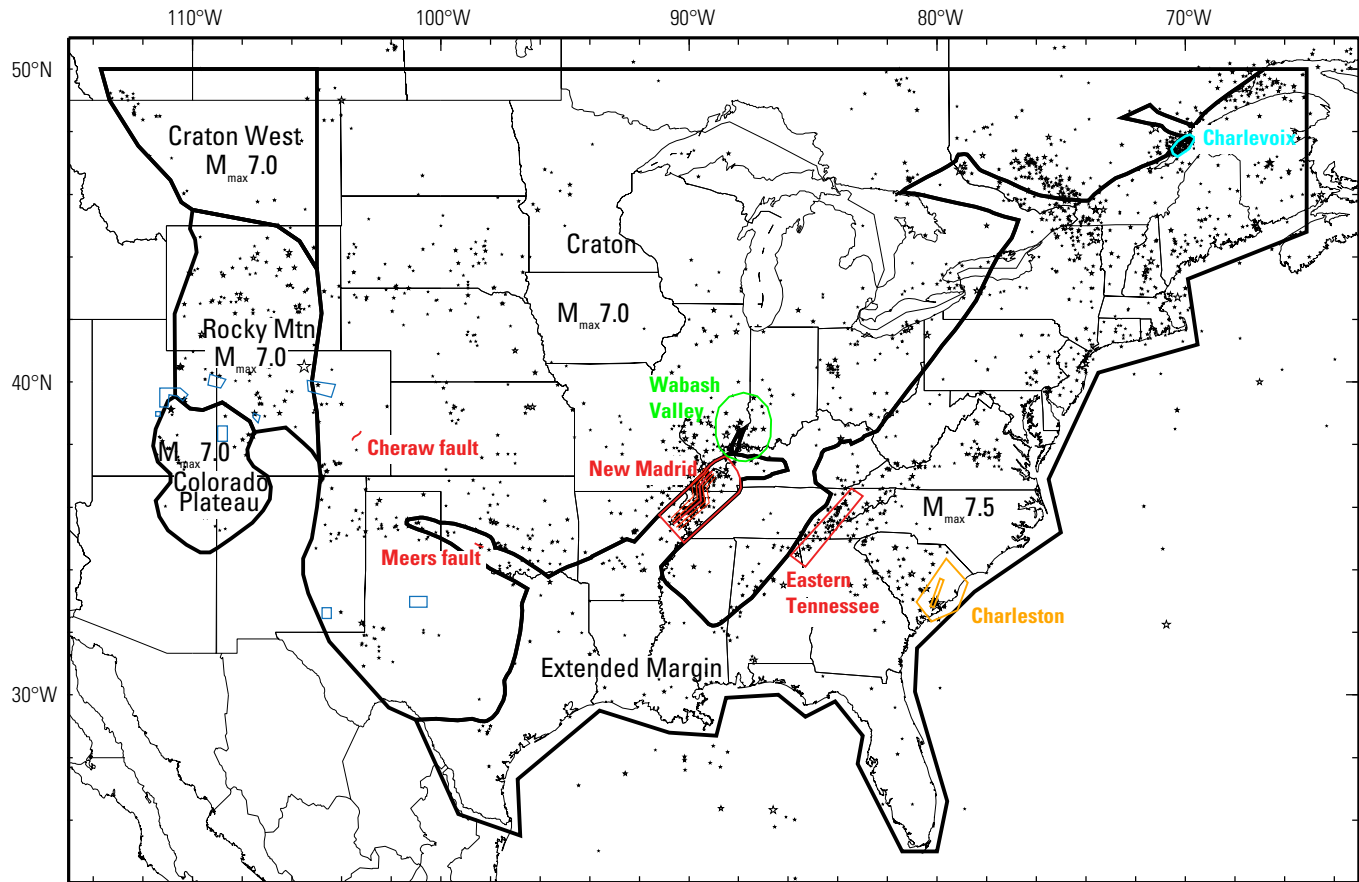 110°W
100°W
90°W
80°W
70°W
50°N
Charlevoix
Craton West
Mmax7.0
Craton
Mmax7.0
Rocky Mtn
Mmax7.0
40°N
Wabash
Valley
Cheraw fault
Mmax7.0
Colorado
Plateau
New Madrid
Mmax7.5
Meers fault
Eastern
Tennessee
Charleston
Extended Margin
30°W